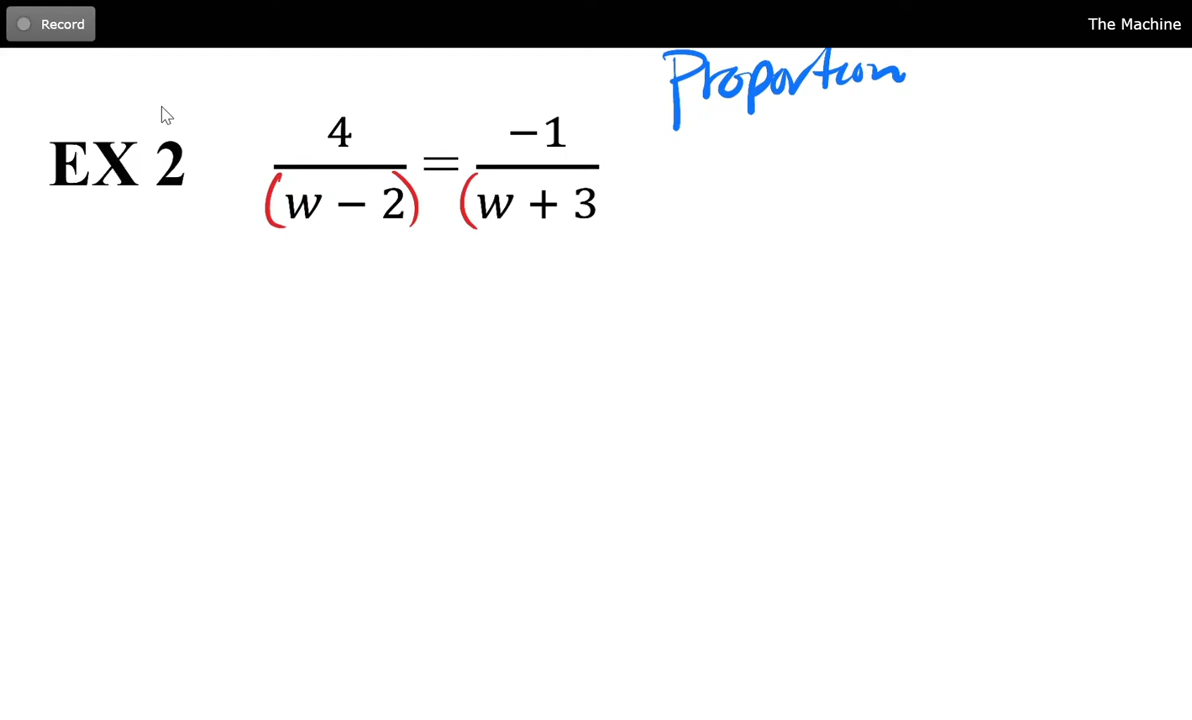 Record
The Machine
Proportion
EX 2 4/(w − 2) = −1/(w + 3